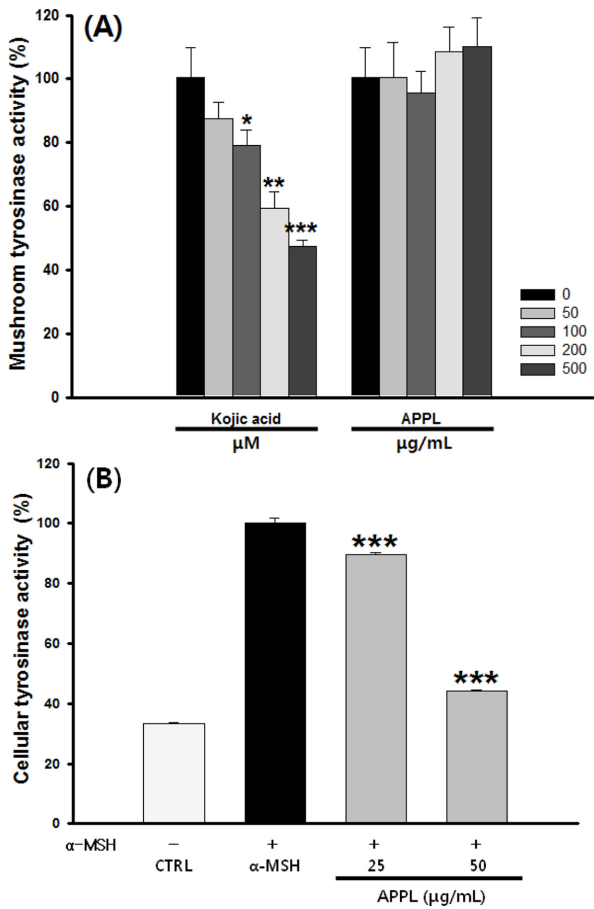 (A)
Mushroom tyrosinase activity (%)
120
100
80
60
40
20
0
*
**
***
0
50
100
200
500
Kojic acid
APPL
μM
μg/mL
(B)
Cellular tyrosinase activity (%)
120
100
80
60
40
20
0
***
***
α-MSH
− + + +
CTRL α-MSH 25 50
APPL (μg/mL)